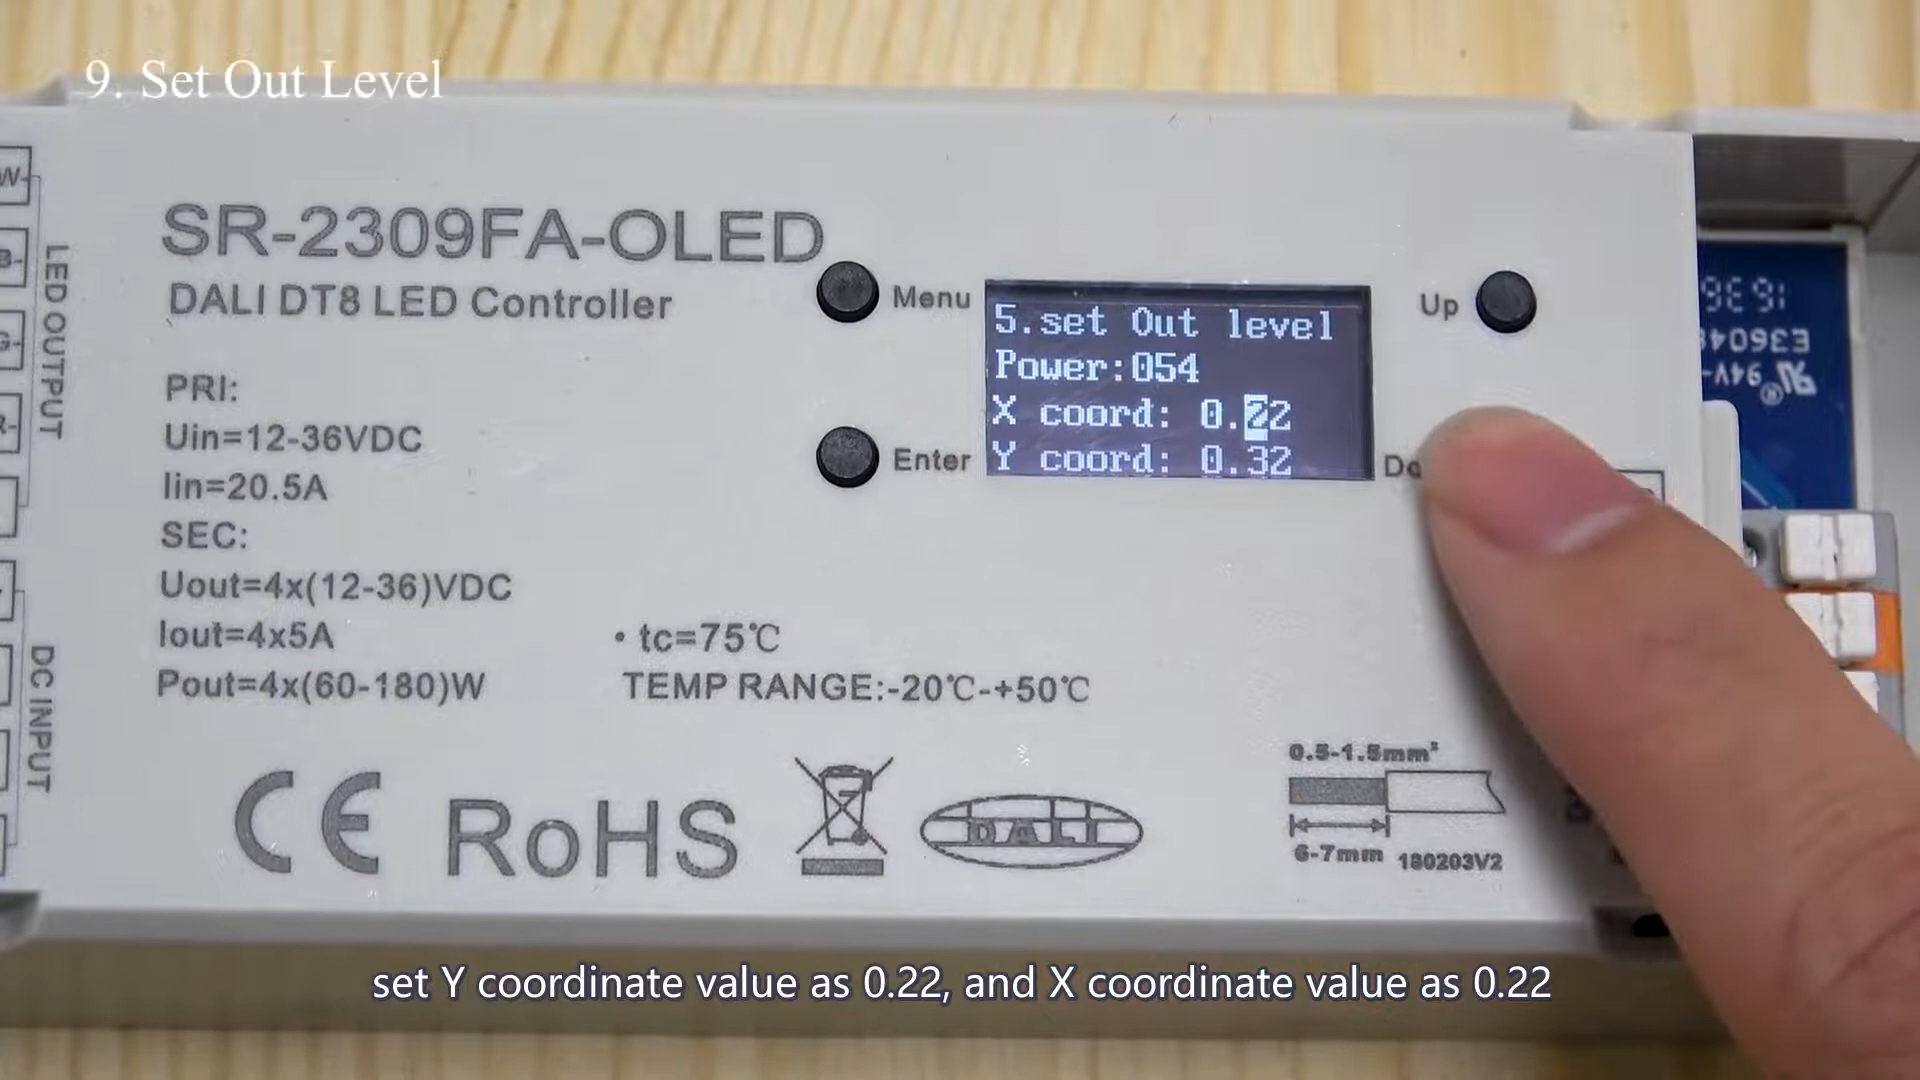 9. Set Out Level
SR-2309FA-OLED
DALI DT8 LED Controller
Menu
Enter
5.set Out level
Power:054
X coord: 0.22
Y coord: 0.32
Up
LED OUTPUT
DC INPUT
W-
B-
G-
R-
PRI:
Uin=12-36VDC
Iin=20.5A
SEC:
Uout=4x(12-36)VDC
Iout=4x5A
Pout=4x(60-180)W
• tc=75℃
TEMP RANGE:-20℃-+50℃
CE RoHS
DALI
0.5-1.5mm²
6-7mm
180203V2
94V-
set Y coordinate value as 0.22, and X coordinate value as 0.22